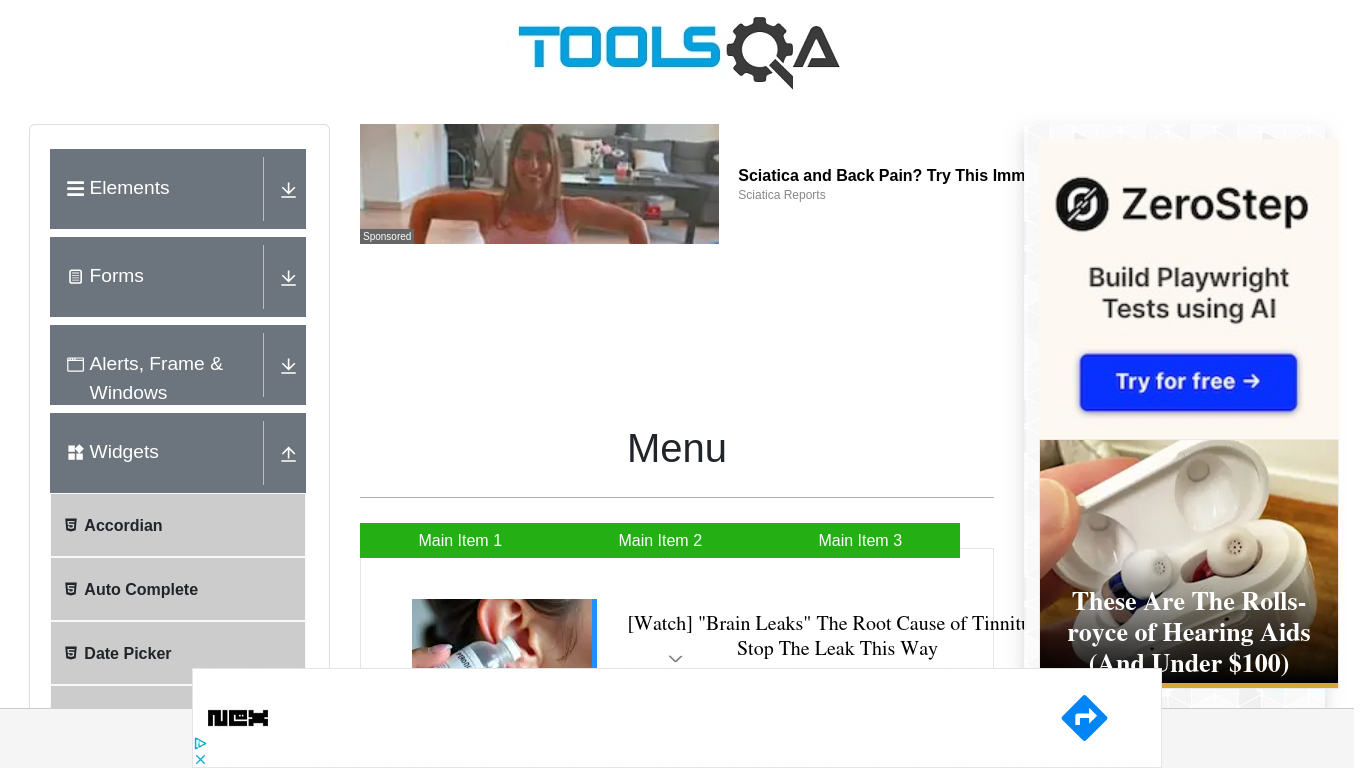 TOOLSQA
Elements
Forms
Alerts, Frame &
Windows
Widgets
Accordian
Auto Complete
Date Picker
Sponsored
Sciatica and Back Pain? Try This Imm
Sciatica Reports
Menu
Main Item 1
Main Item 2
Main Item 3
[Watch] "Brain Leaks" The Root Cause of Tinnitu
Stop The Leak This Way
ZeroStep
Build Playwright
Tests using AI
Try for free →
These Are The Rolls-
royce of Hearing Aids
(And Under $100)
NEX